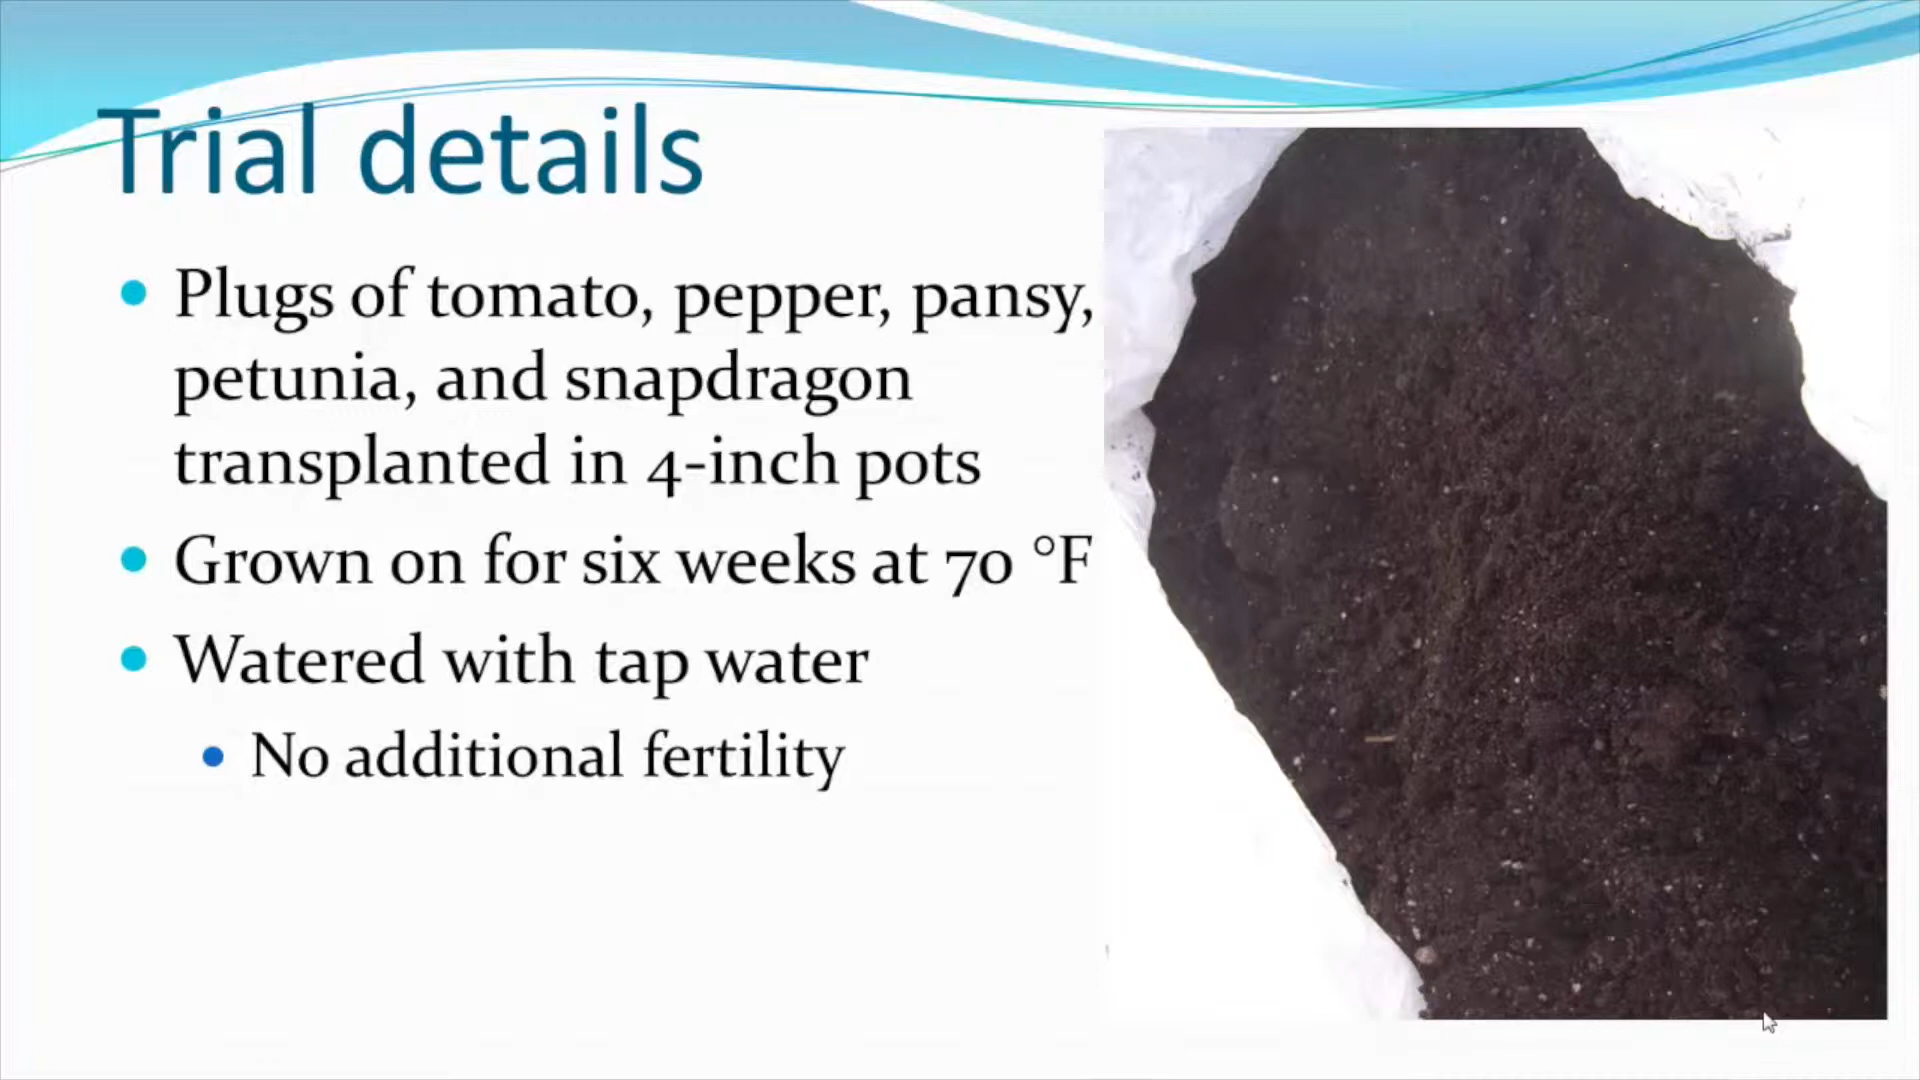 Trial details
Plugs of tomato, pepper, pansy,
petunia, and snapdragon
transplanted in 4-inch pots
Grown on for six weeks at 70 °F
Watered with tap water
No additional fertility